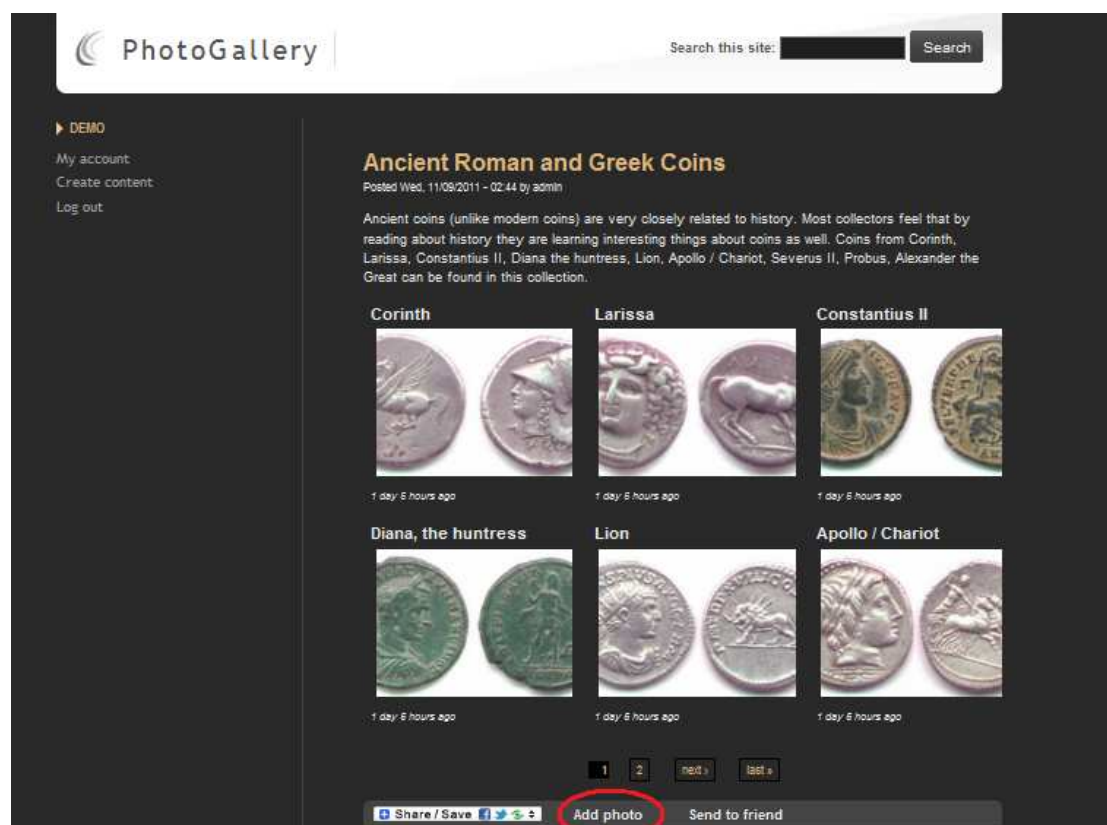 PhotoGallery
Search this site:
Search
DEMO
My account
Create content
Log out
Ancient Roman and Greek Coins
Posted Wed, 11/09/2011 - 02:44 by admin
Ancient coins (unlike modern coins) are very closely related to history. Most collectors feel that by
reading about history they are learning interesting things about coins as well. Coins from Corinth,
Larissa, Constantius II, Diana the huntress, Lion, Apollo / Chariot, Severus II, Probus, Alexander the
Great can be found in this collection.
Corinth Larissa Constantius II
1 day 6 hours ago 1 day 6 hours ago 1 day 6 hours ago
Diana, the huntress Lion Apollo / Chariot
1 day 6 hours ago 1 day 6 hours ago 1 day 6 hours ago
1 2 next › last »
Share / Save Add photo Send to friend